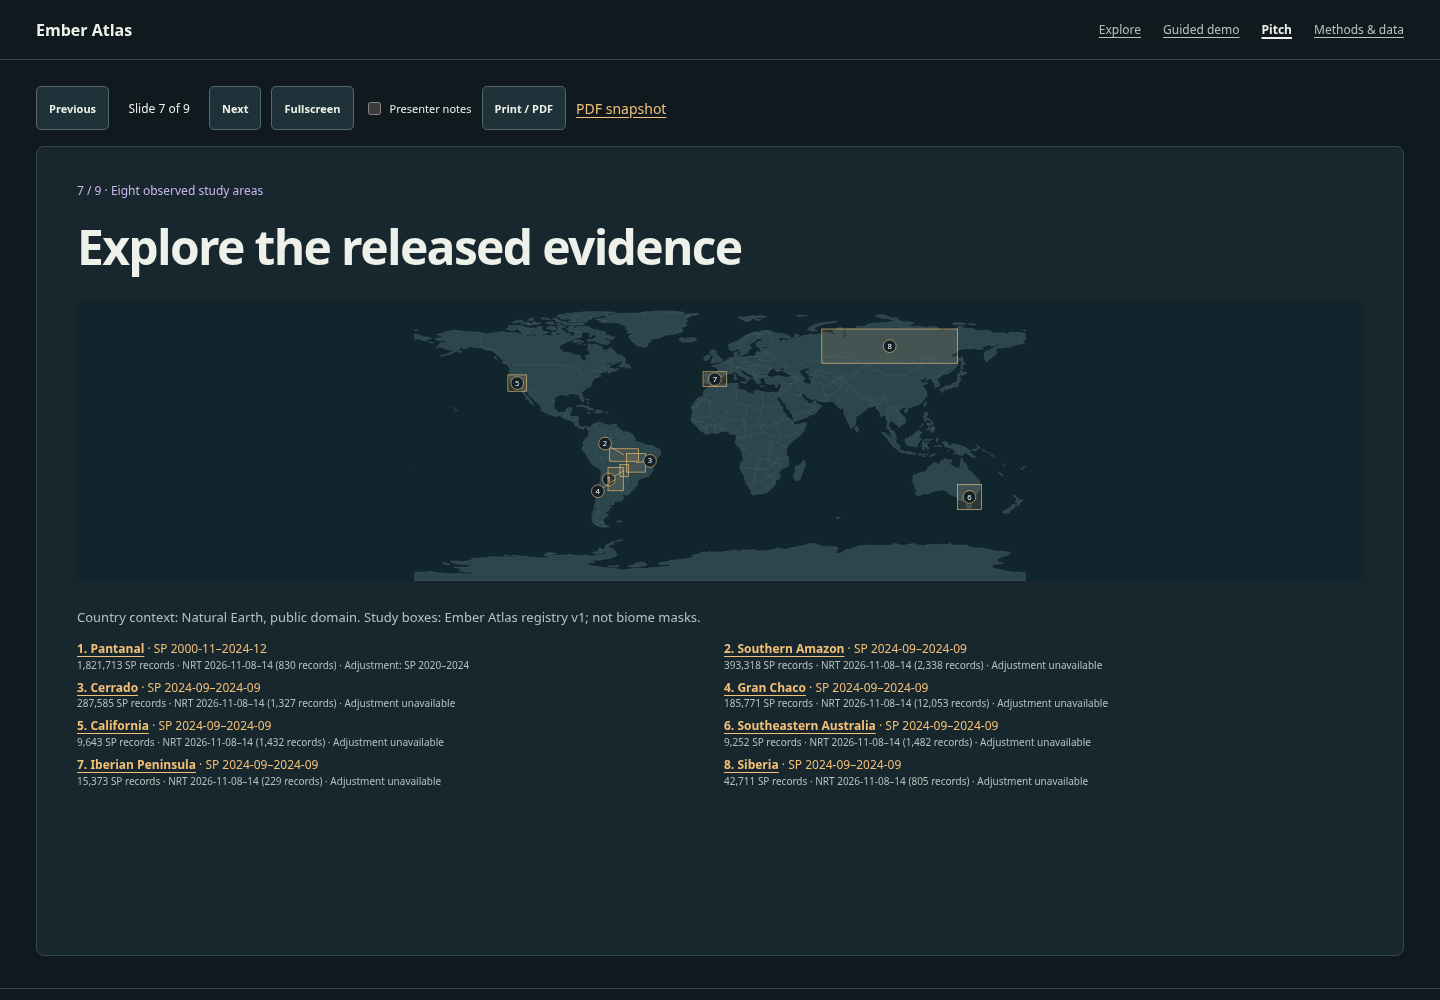 Ember Atlas
Explore Guided demo Pitch Methods & data
Previous Slide 7 of 9 Next Fullscreen Presenter notes Print / PDF PDF snapshot
7 / 9 · Eight observed study areas
Explore the released evidence
8
5
7
2
3
4
6
Country context: Natural Earth, public domain. Study boxes: Ember Atlas registry v1; not biome masks.
1. Pantanal · SP 2000-11–2024-12
1,821,713 SP records · NRT 2026-11-08–14 (830 records) · Adjustment: SP 2020–2024
2. Southern Amazon · SP 2024-09–2024-09
393,318 SP records · NRT 2026-11-08–14 (2,338 records) · Adjustment unavailable
3. Cerrado · SP 2024-09–2024-09
287,585 SP records · NRT 2026-11-08–14 (1,327 records) · Adjustment unavailable
4. Gran Chaco · SP 2024-09–2024-09
185,771 SP records · NRT 2026-11-08–14 (12,053 records) · Adjustment unavailable
5. California · SP 2024-09–2024-09
9,643 SP records · NRT 2026-11-08–14 (1,432 records) · Adjustment unavailable
6. Southeastern Australia · SP 2024-09–2024-09
9,252 SP records · NRT 2026-11-08–14 (1,482 records) · Adjustment unavailable
7. Iberian Peninsula · SP 2024-09–2024-09
15,373 SP records · NRT 2026-11-08–14 (229 records) · Adjustment unavailable
8. Siberia · SP 2024-09–2024-09
42,711 SP records · NRT 2026-11-08–14 (805 records) · Adjustment unavailable